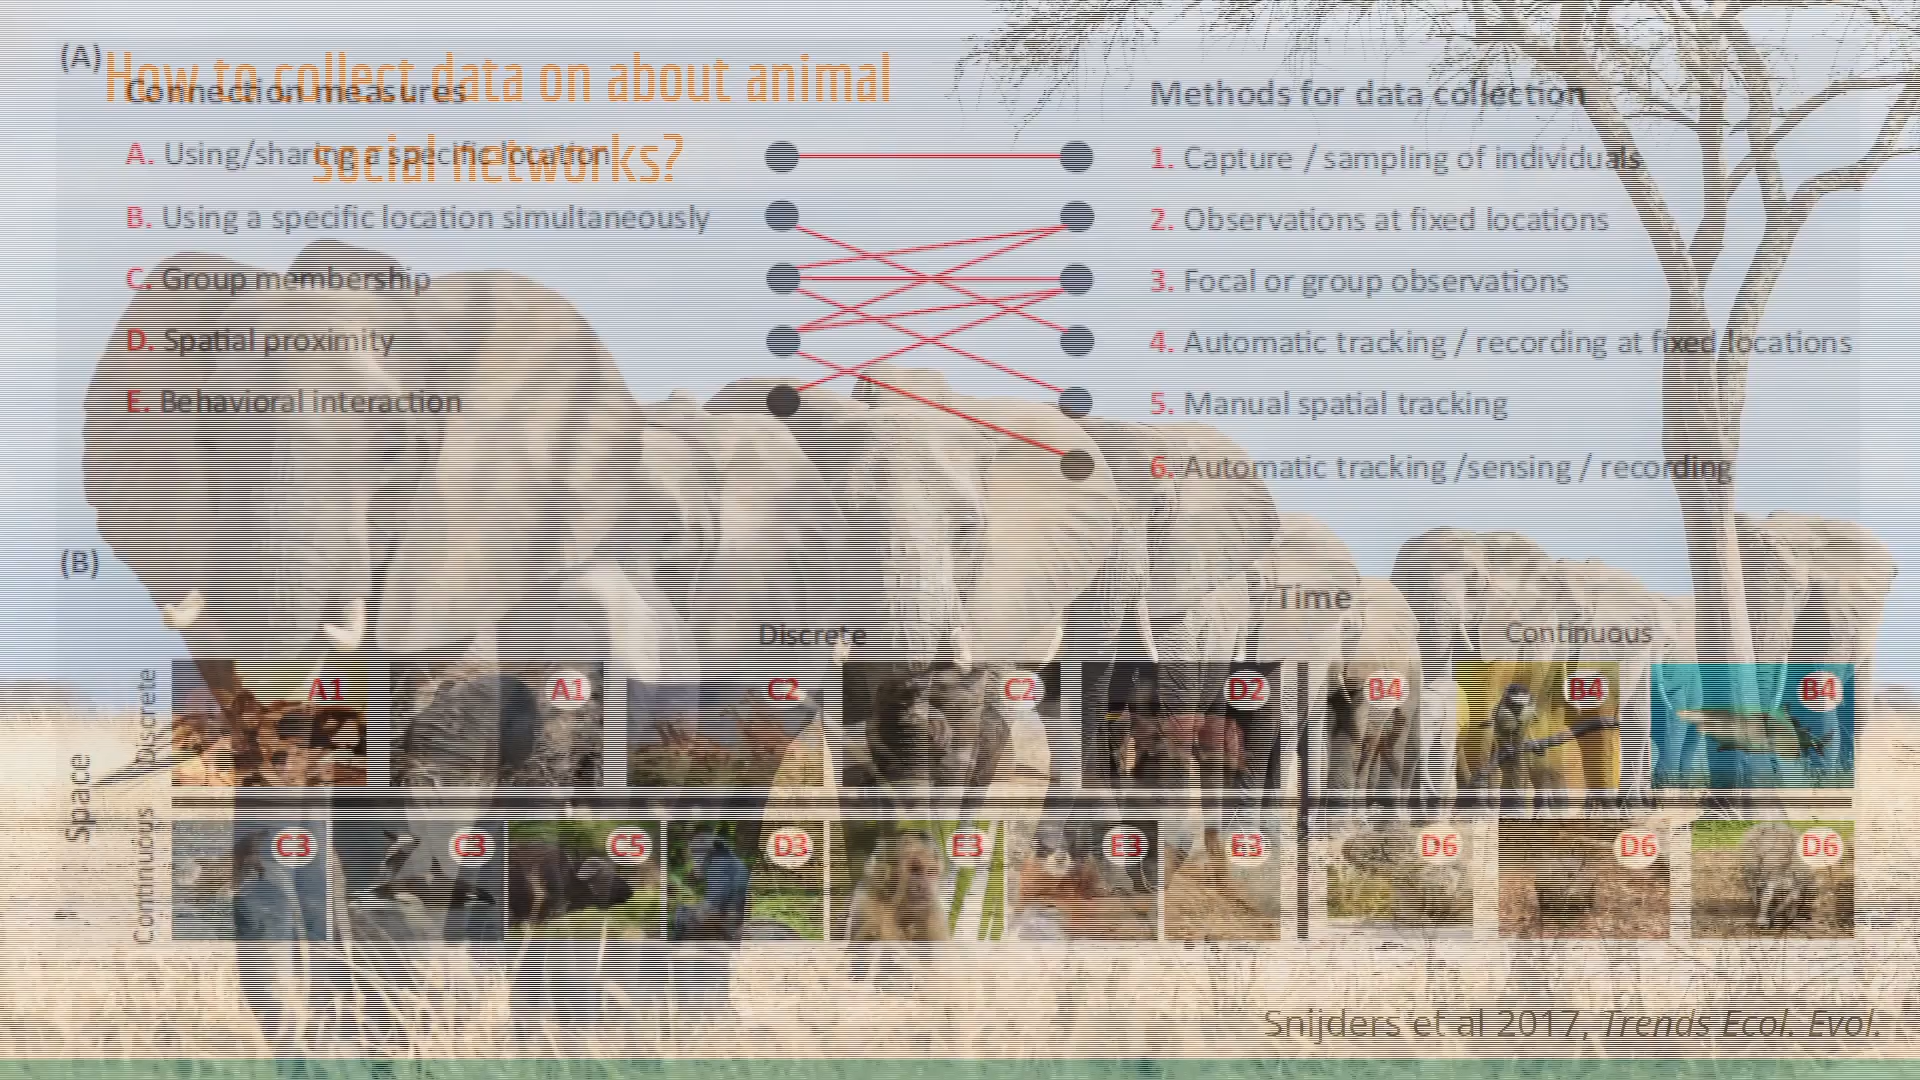 How to collect data on about animal
social networks?
(A)
Connection measures
A. Using/sharing a specific location
B. Using a specific location simultaneously
C. Group membership
D. Spatial proximity
E. Behavioral interaction
Methods for data collection
1. Capture / sampling of individuals
2. Observations at fixed locations
3. Focal or group observations
4. Automatic tracking / recording at fixed locations
5. Manual spatial tracking
6. Automatic tracking /sensing / recording
(B)
Time
Discrete
Continuous
Space
Discrete
A1
A1
C2
C2
D2
B4
B4
B4
Continuous
C3
C3
C5
D3
E3
E3
E3
D6
D6
D6
Snijders et al 2017, Trends Ecol. Evol.